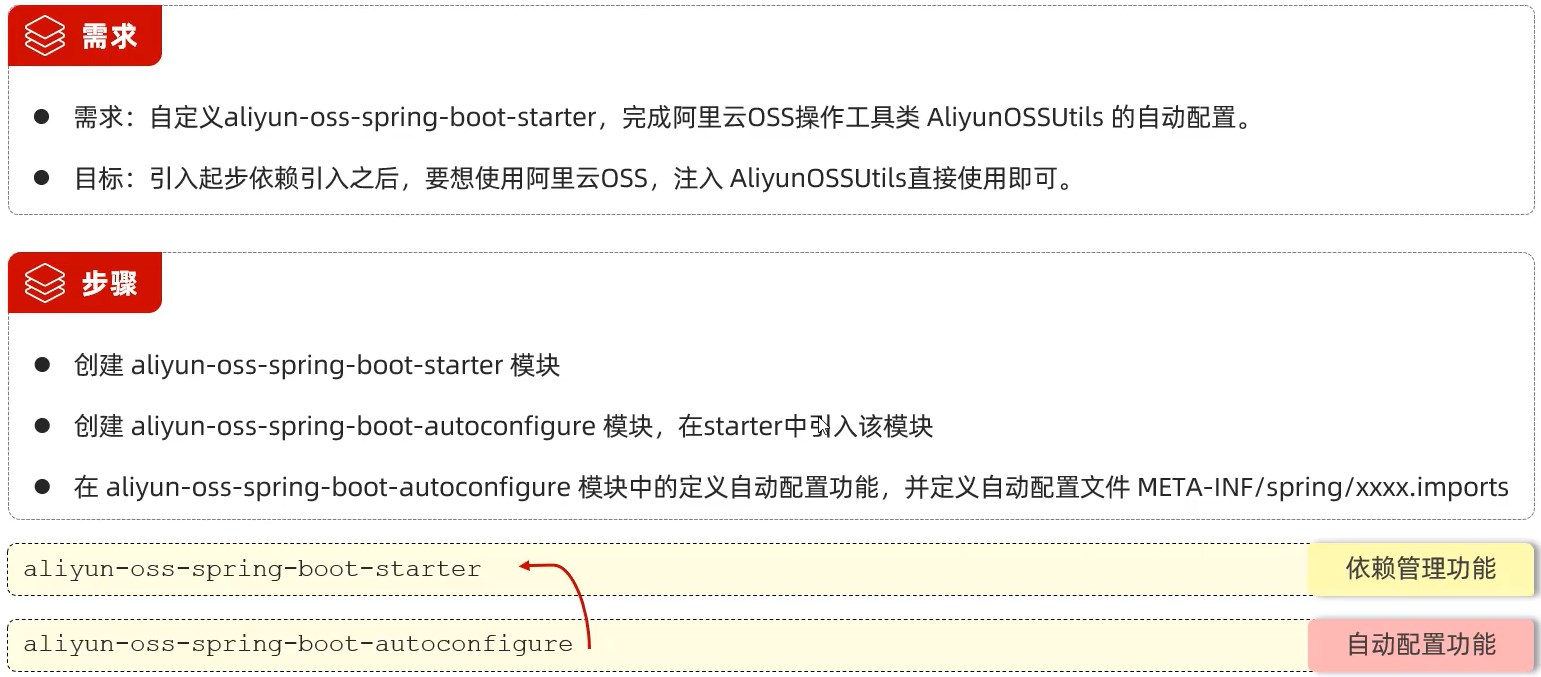 需求
需求：自定义aliyun-oss-spring-boot-starter，完成阿里云OSS操作工具类 AliyunOSSUtils 的自动配置。
目标：引入起步依赖引入之后，要想使用阿里云OSS，注入 AliyunOSSUtils直接使用即可。
步骤
创建 aliyun-oss-spring-boot-starter 模块
创建 aliyun-oss-spring-boot-autoconfigure 模块，在starter中引入该模块
在 aliyun-oss-spring-boot-autoconfigure 模块中的定义自动配置功能，并定义自动配置文件 META-INF/spring/xxxx.imports
aliyun-oss-spring-boot-starter 依赖管理功能
aliyun-oss-spring-boot-autoconfigure 自动配置功能